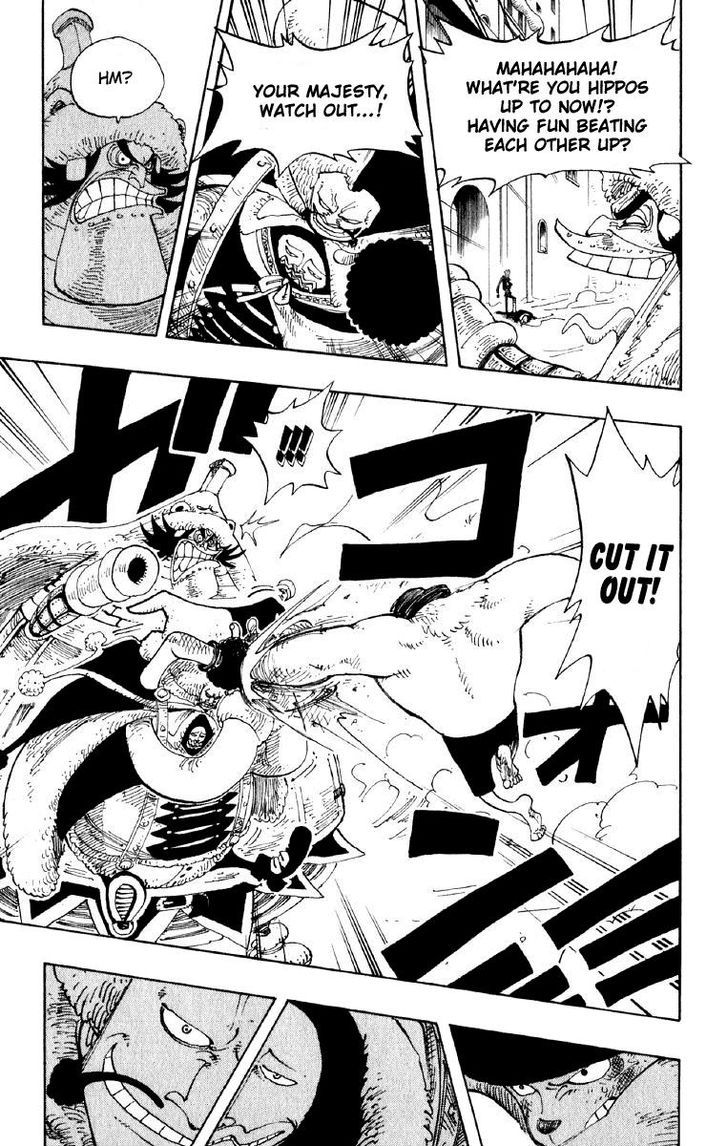 MAHAHAHAHA!
WHAT'RE YOU HIPPOS
UP TO NOW!?
HAVING FUN BEATING
EACH OTHER UP?
YOUR MAJESTY,
WATCH OUT...!
HM?
CUT IT
OUT!
!!!